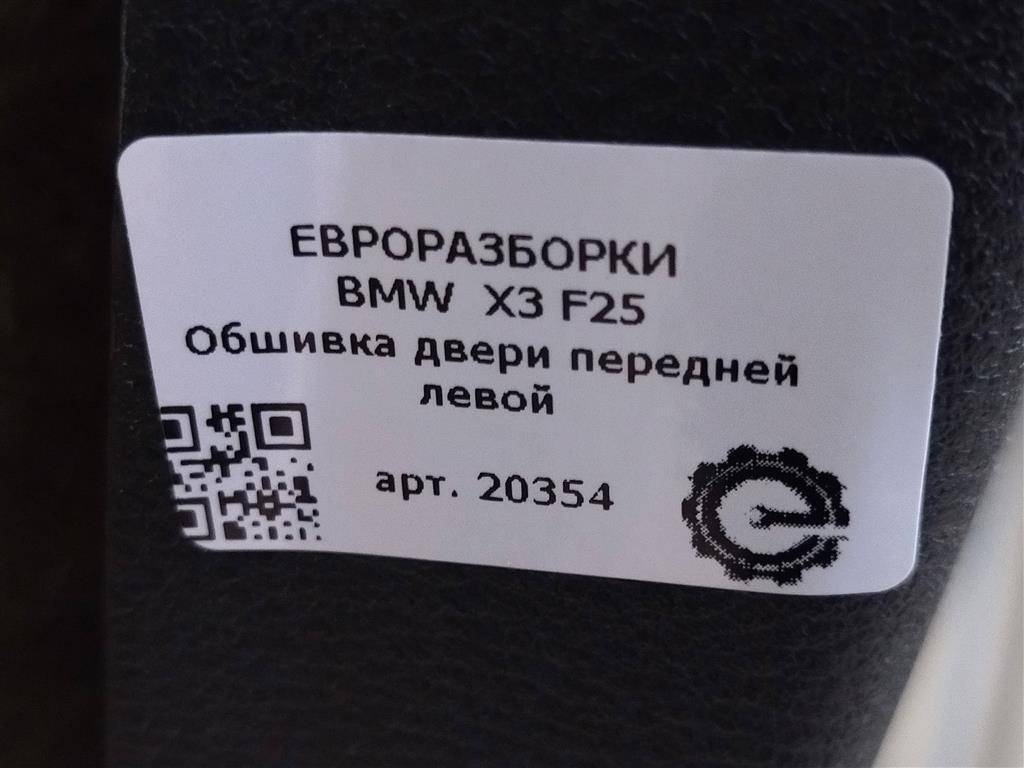 ЕВРОРАЗБОРКИ
BMW X3 F25
Обшивка двери передней
левой
арт. 20354